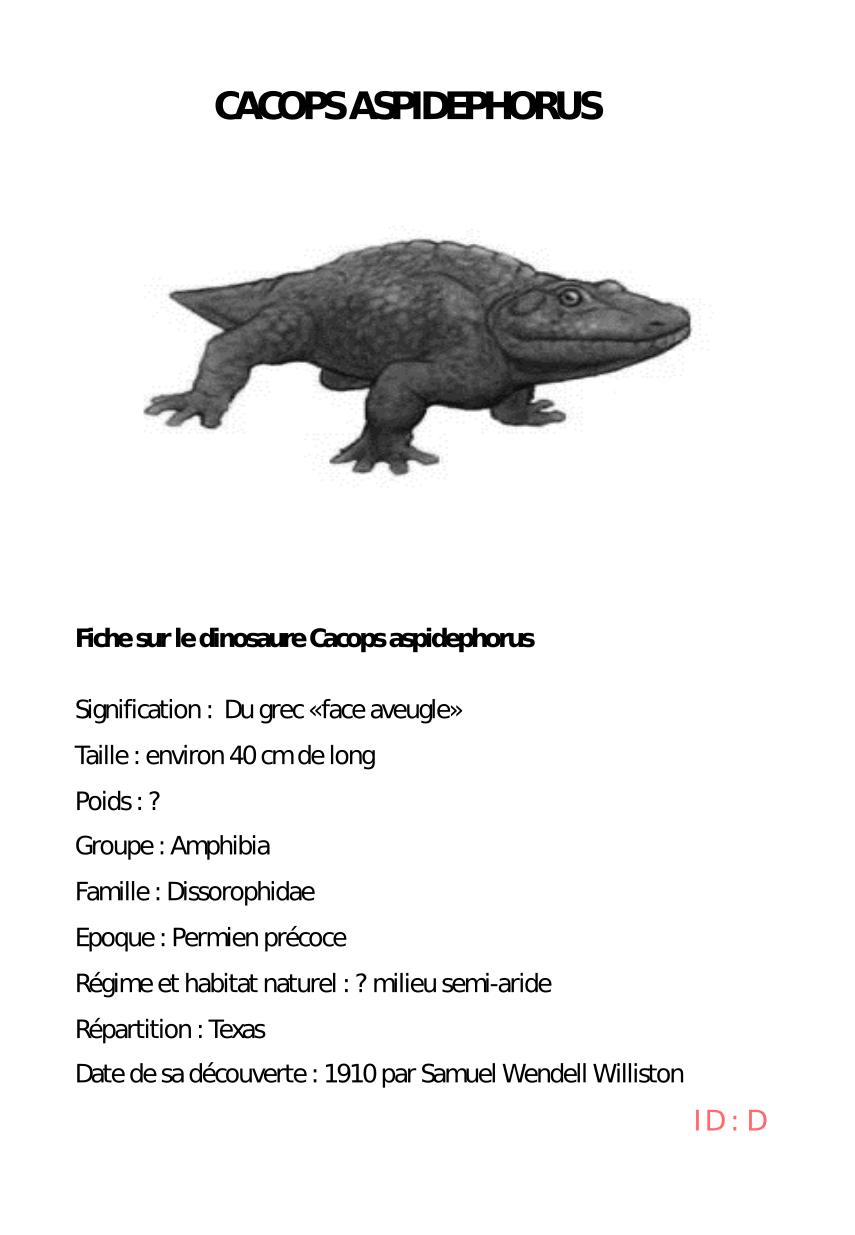 CACOPS ASPIDEPHORUS
Fiche sur le dinosaure Cacops aspidephorus
Signification :  Du grec «face aveugle»
Taille : environ 40 cm de long
Poids : ?
Groupe : Amphibia
Famille : Dissorophidae
Epoque : Permien précoce
Régime et habitat naturel : ? milieu semi-aride
Répartition : Texas
Date de sa découverte : 1910 par Samuel Wendell Williston
ID : D